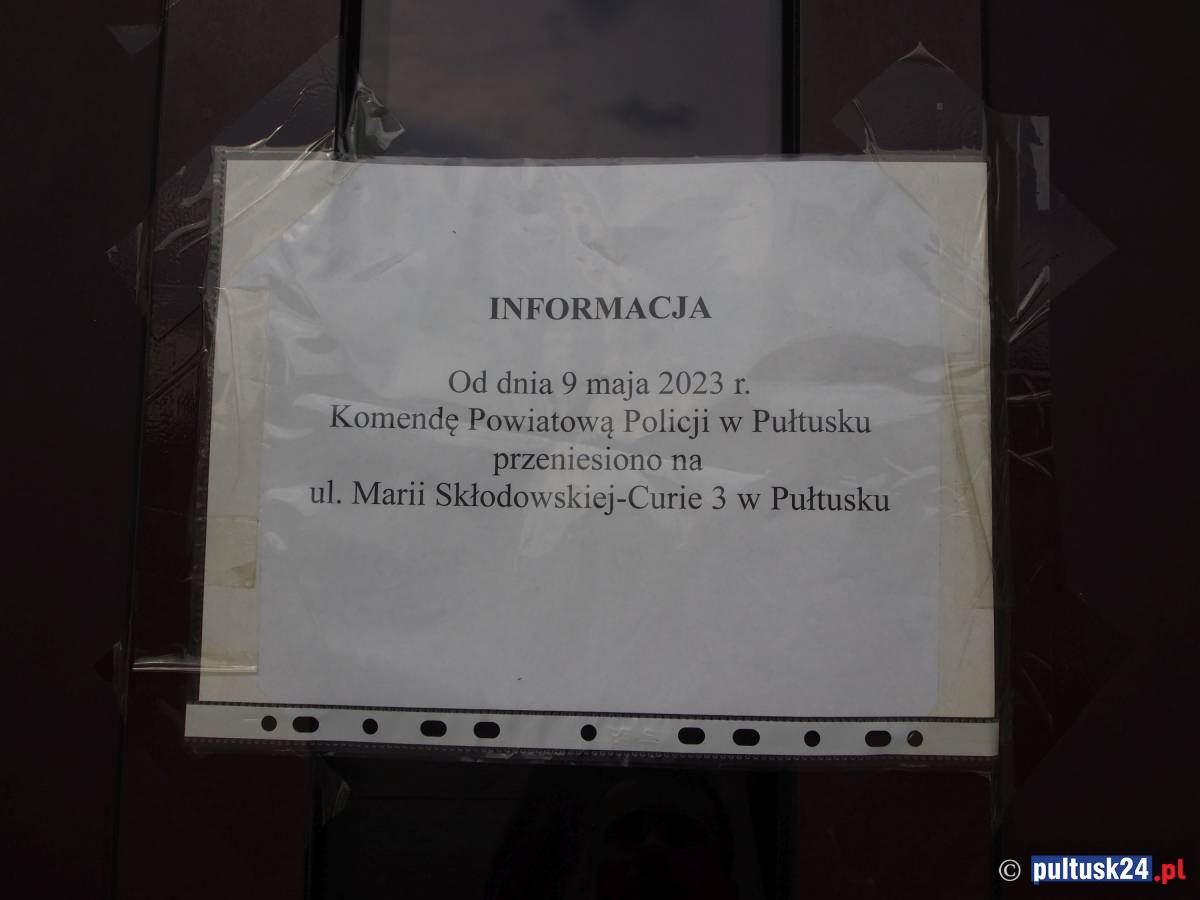 INFORMACJA
Od dnia 9 maja 2023 r.
Komendę Powiatową Policji w Pułtusku
przeniesiono na
ul. Marii Skłodowskiej-Curie 3 w Pułtusku
© pultusk24.pl